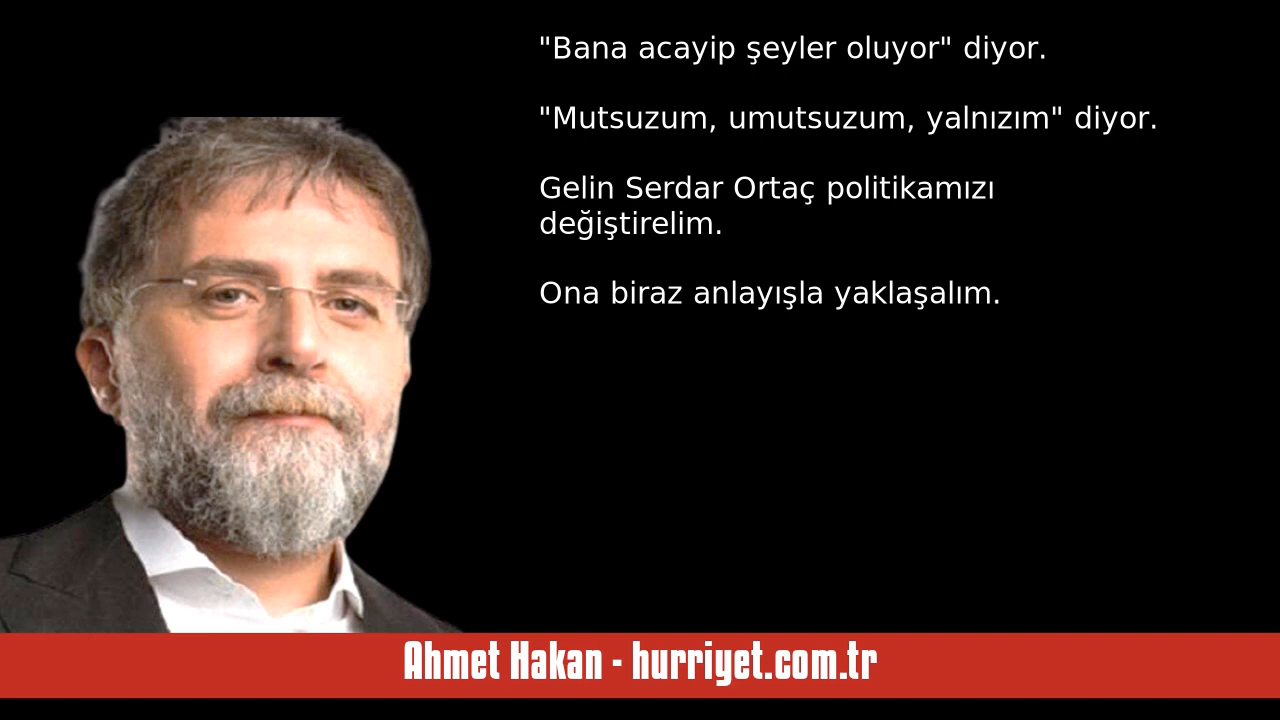 "Bana acayip şeyler oluyor" diyor.
"Mutsuzum, umutsuzum, yalnızım" diyor.
Gelin Serdar Ortaç politikamızı
değiştirelim.
Ona biraz anlayışla yaklaşalım.
Ahmet Hakan - hurriyet.com.tr